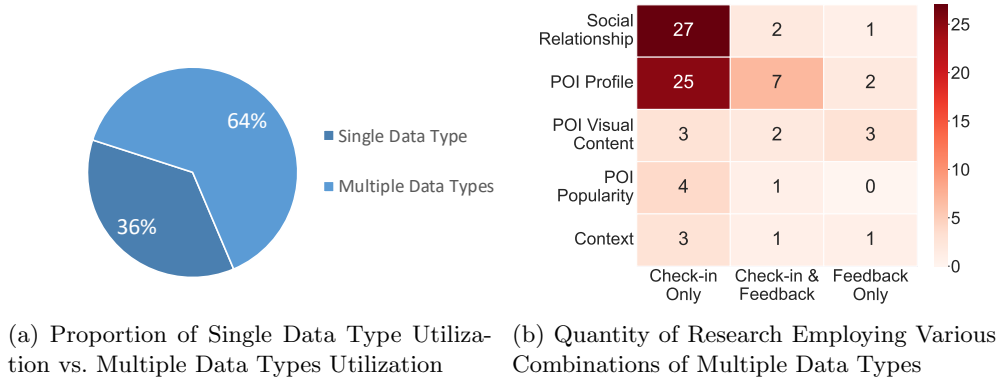 64%
36%
Single Data Type
Multiple Data Types
(a) Proportion of Single Data Type Utiliza-
tion vs. Multiple Data Types Utilization
Social
Relationship
27 2 1
POI Profile
25 7 2
POI Visual
Content
3 2 3
POI
Popularity
4 1 0
Context
3 1 1
Check-in
Only
Check-in &
Feedback
Feedback
Only
25
20
15
10
5
0
(b) Quantity of Research Employing Various
Combinations of Multiple Data Types